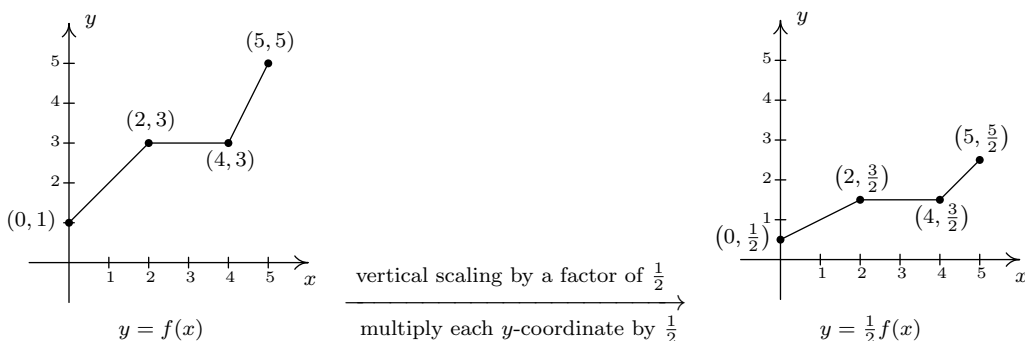 y
(5, 5)
5
4
(2, 3)
3
(4, 3)
2
(0, 1)
1 2 3 4 5 x
y = f(x)
vertical scaling by a factor of 1/2
multiply each y-coordinate by 1/2
y
5
4
3
(5, 5/2)
2
(2, 3/2)
(4, 3/2)
1
(0, 1/2)
1 2 3 4 5 x
y = 1/2 f(x)